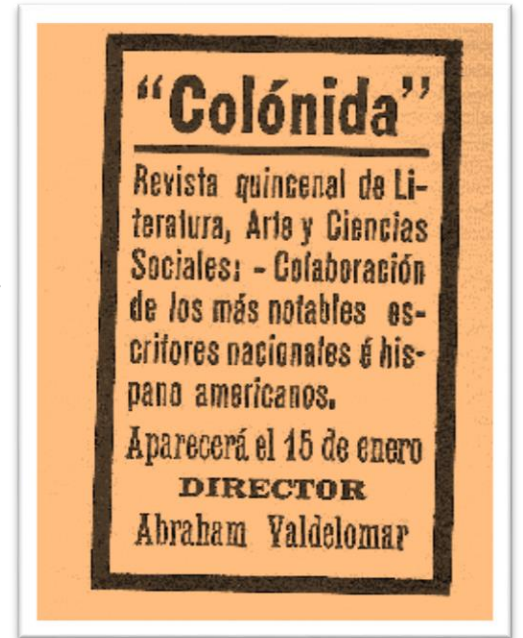 “Colónida”
Revista quincenal de Li-
teratura, Arte y Ciencias
Sociales: - Colaboración
de los más notables es-
critores nacionales é his-
pano americanos.
Aparecerá el 15 de enero
DIRECTOR
Abraham Valdelomar